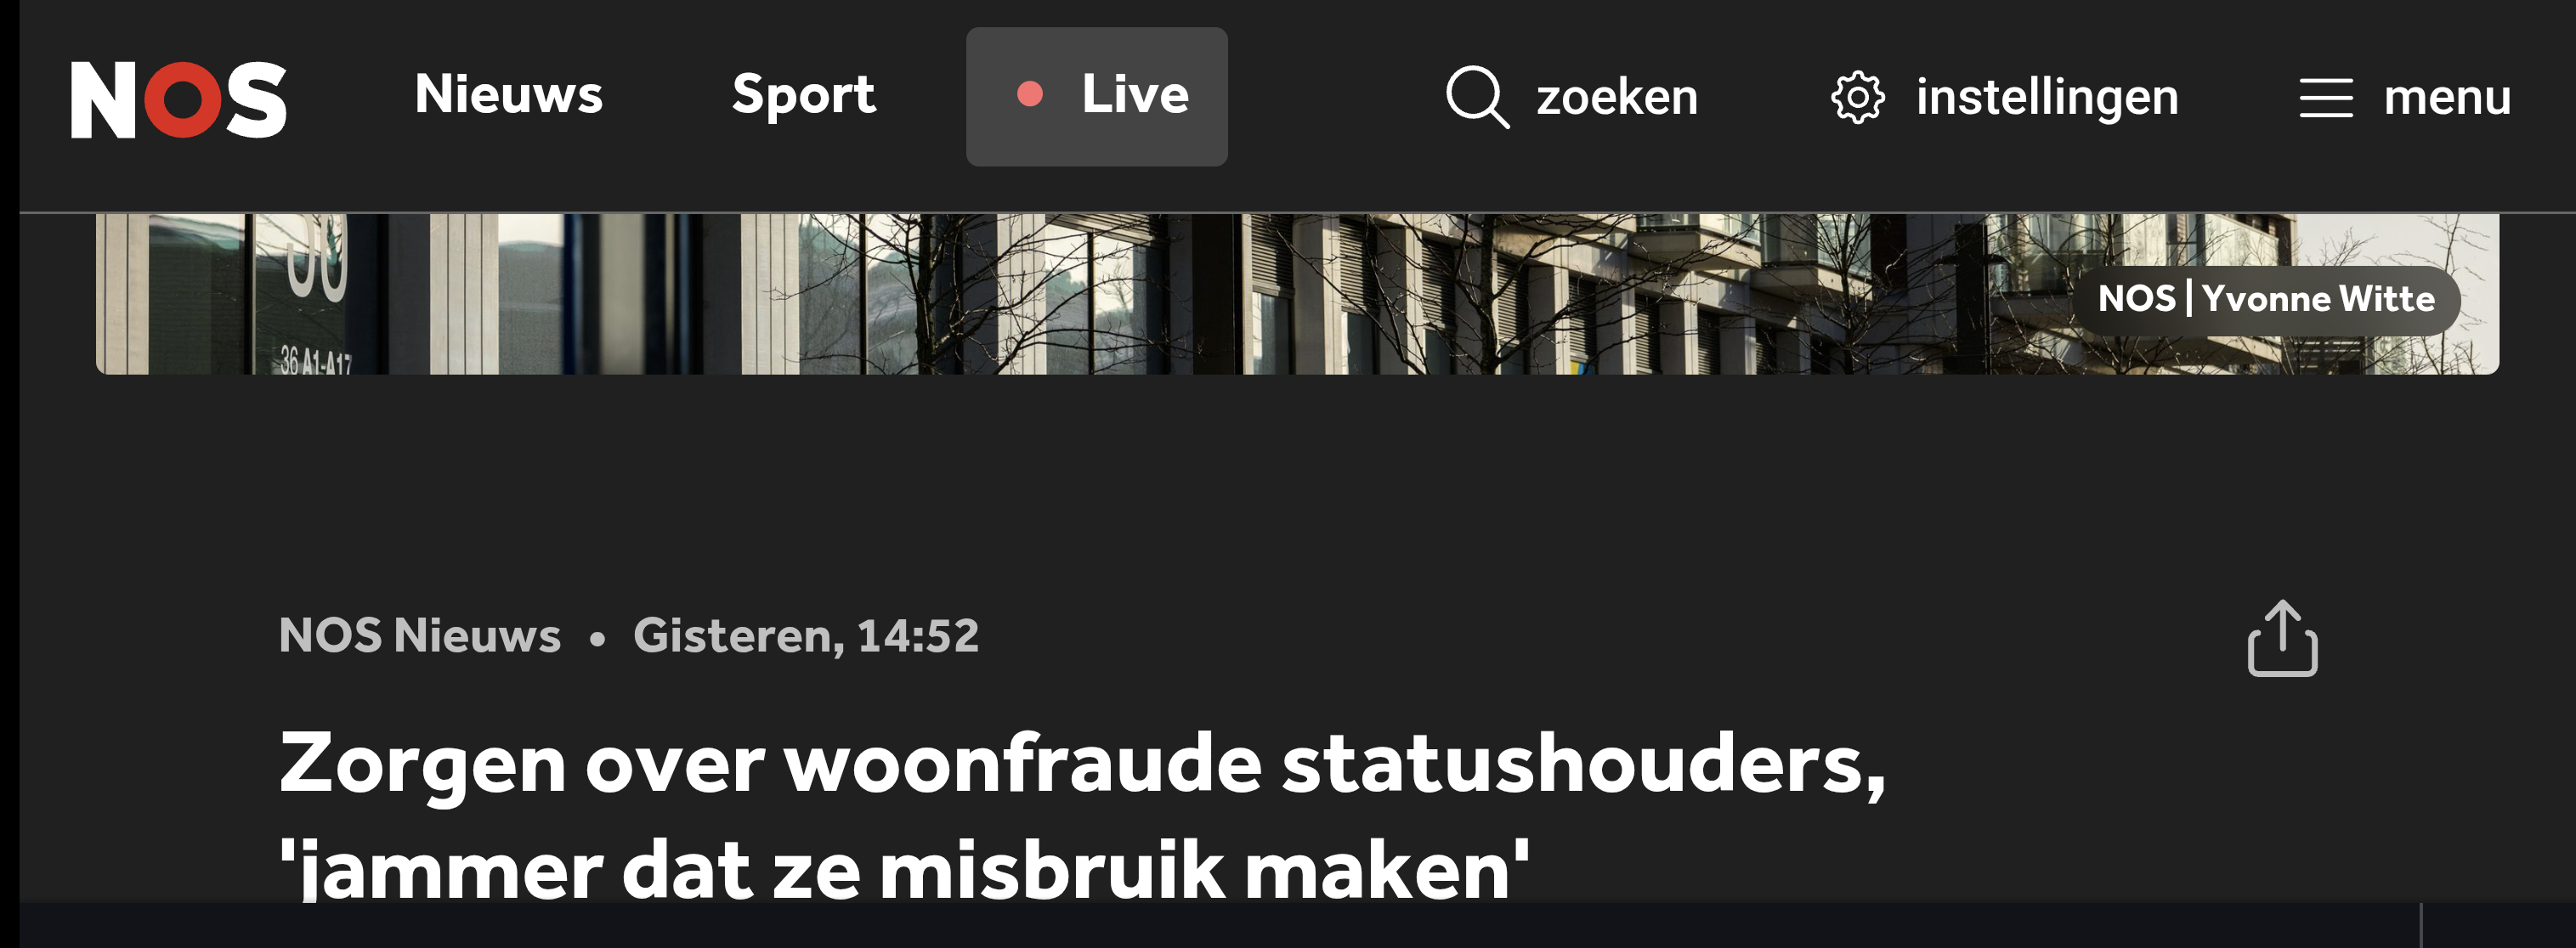 NOS Nieuws Sport Live zoeken instellingen menu
36 A1-A17
NOS | Yvonne Witte
NOS Nieuws • Gisteren, 14:52
Zorgen over woonfraude statushouders,
'jammer dat ze misbruik maken'